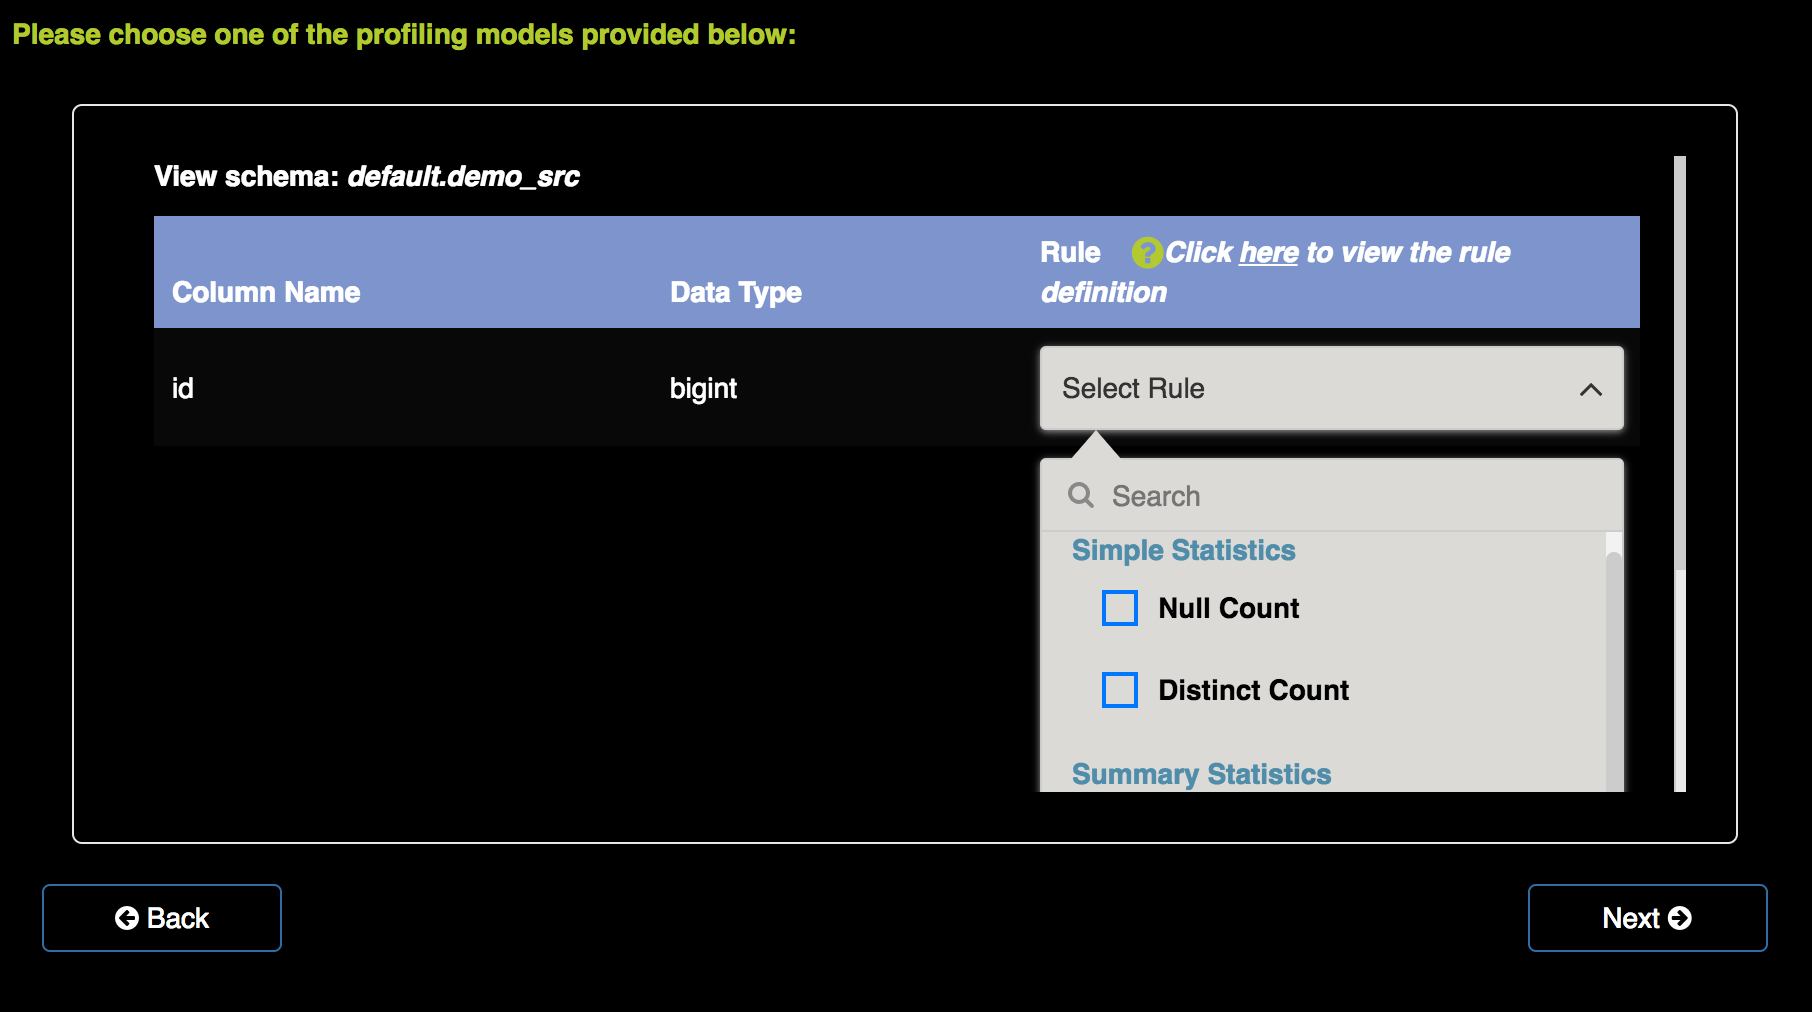 Please choose one of the profiling models provided below:
View schema: default.demo_src
Column Name
Data Type
Rule ?Click here to view the rule
definition
id
bigint
Select Rule
Search
Simple Statistics
Null Count
Distinct Count
Summary Statistics
Back
Next